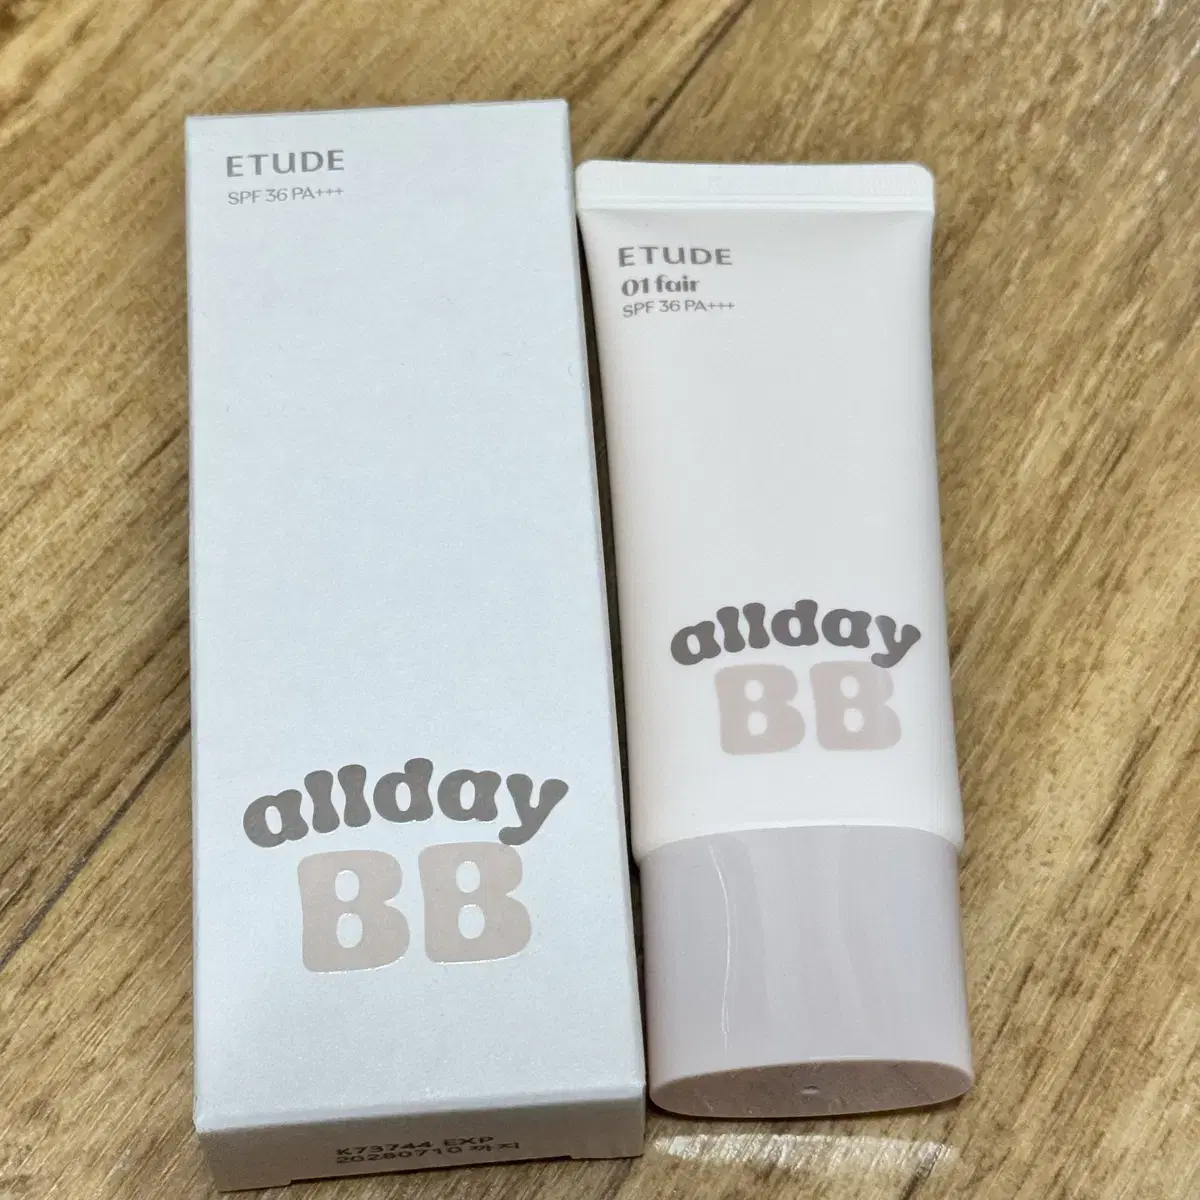 ETUDE
SPF 36 PA+++
allday
BB
K73744 EXP
20280710 까지
ETUDE
01 fair
SPF 36 PA+++
allday
BB